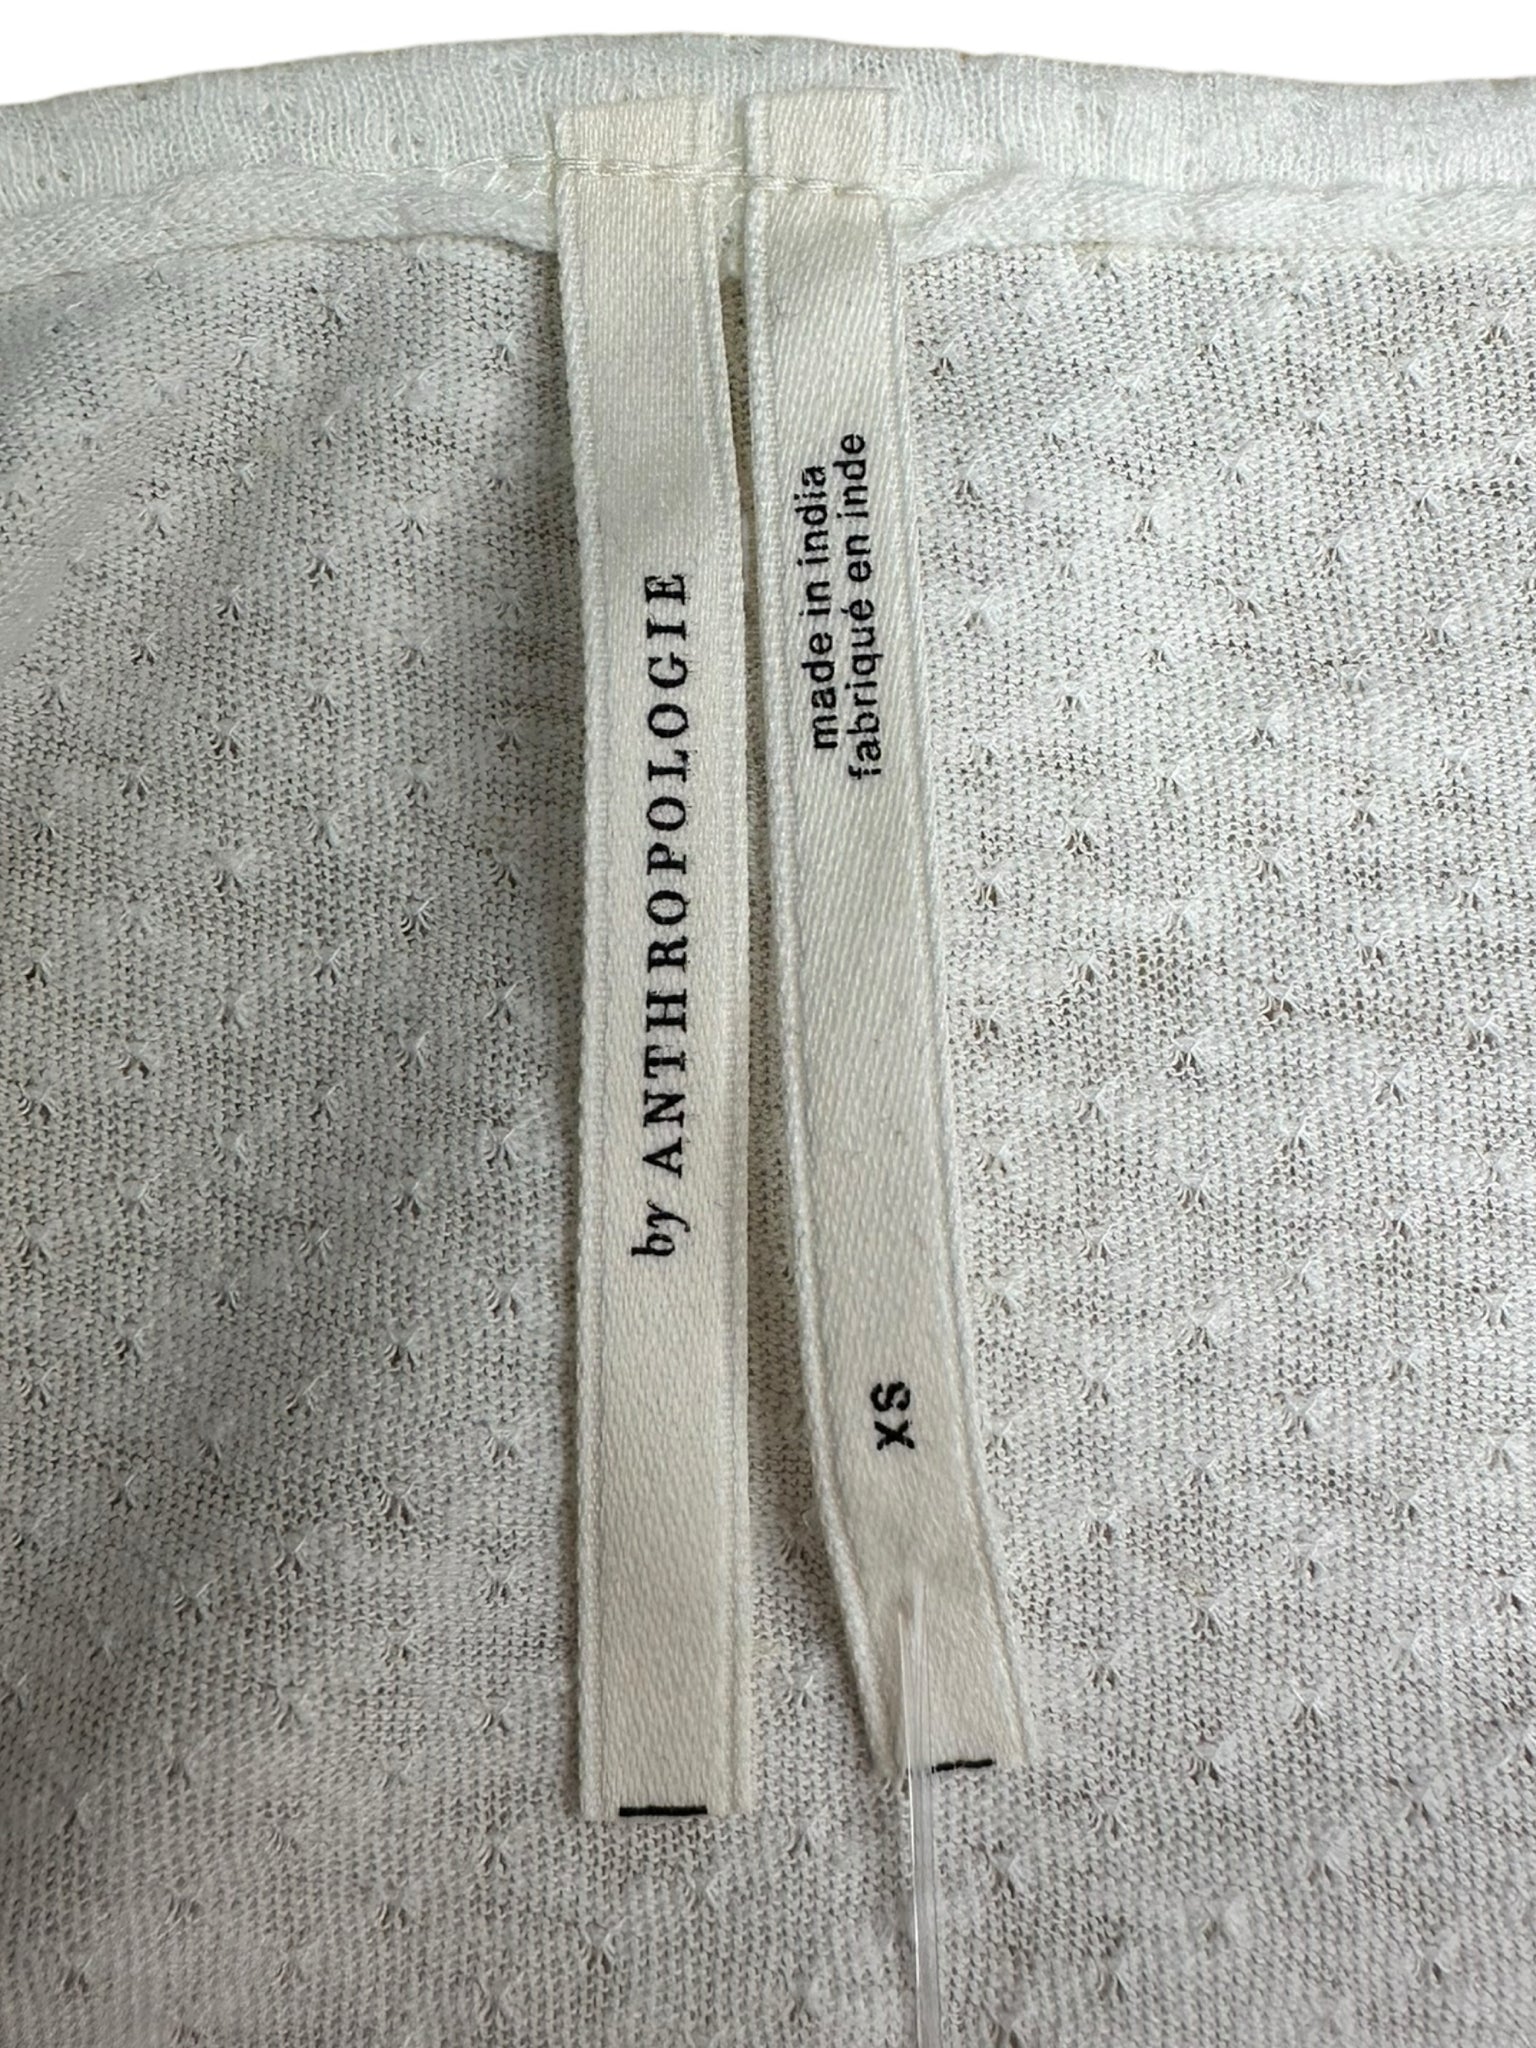 by ANTHROPOLOGIE
made in india
fabriqué en inde
XS